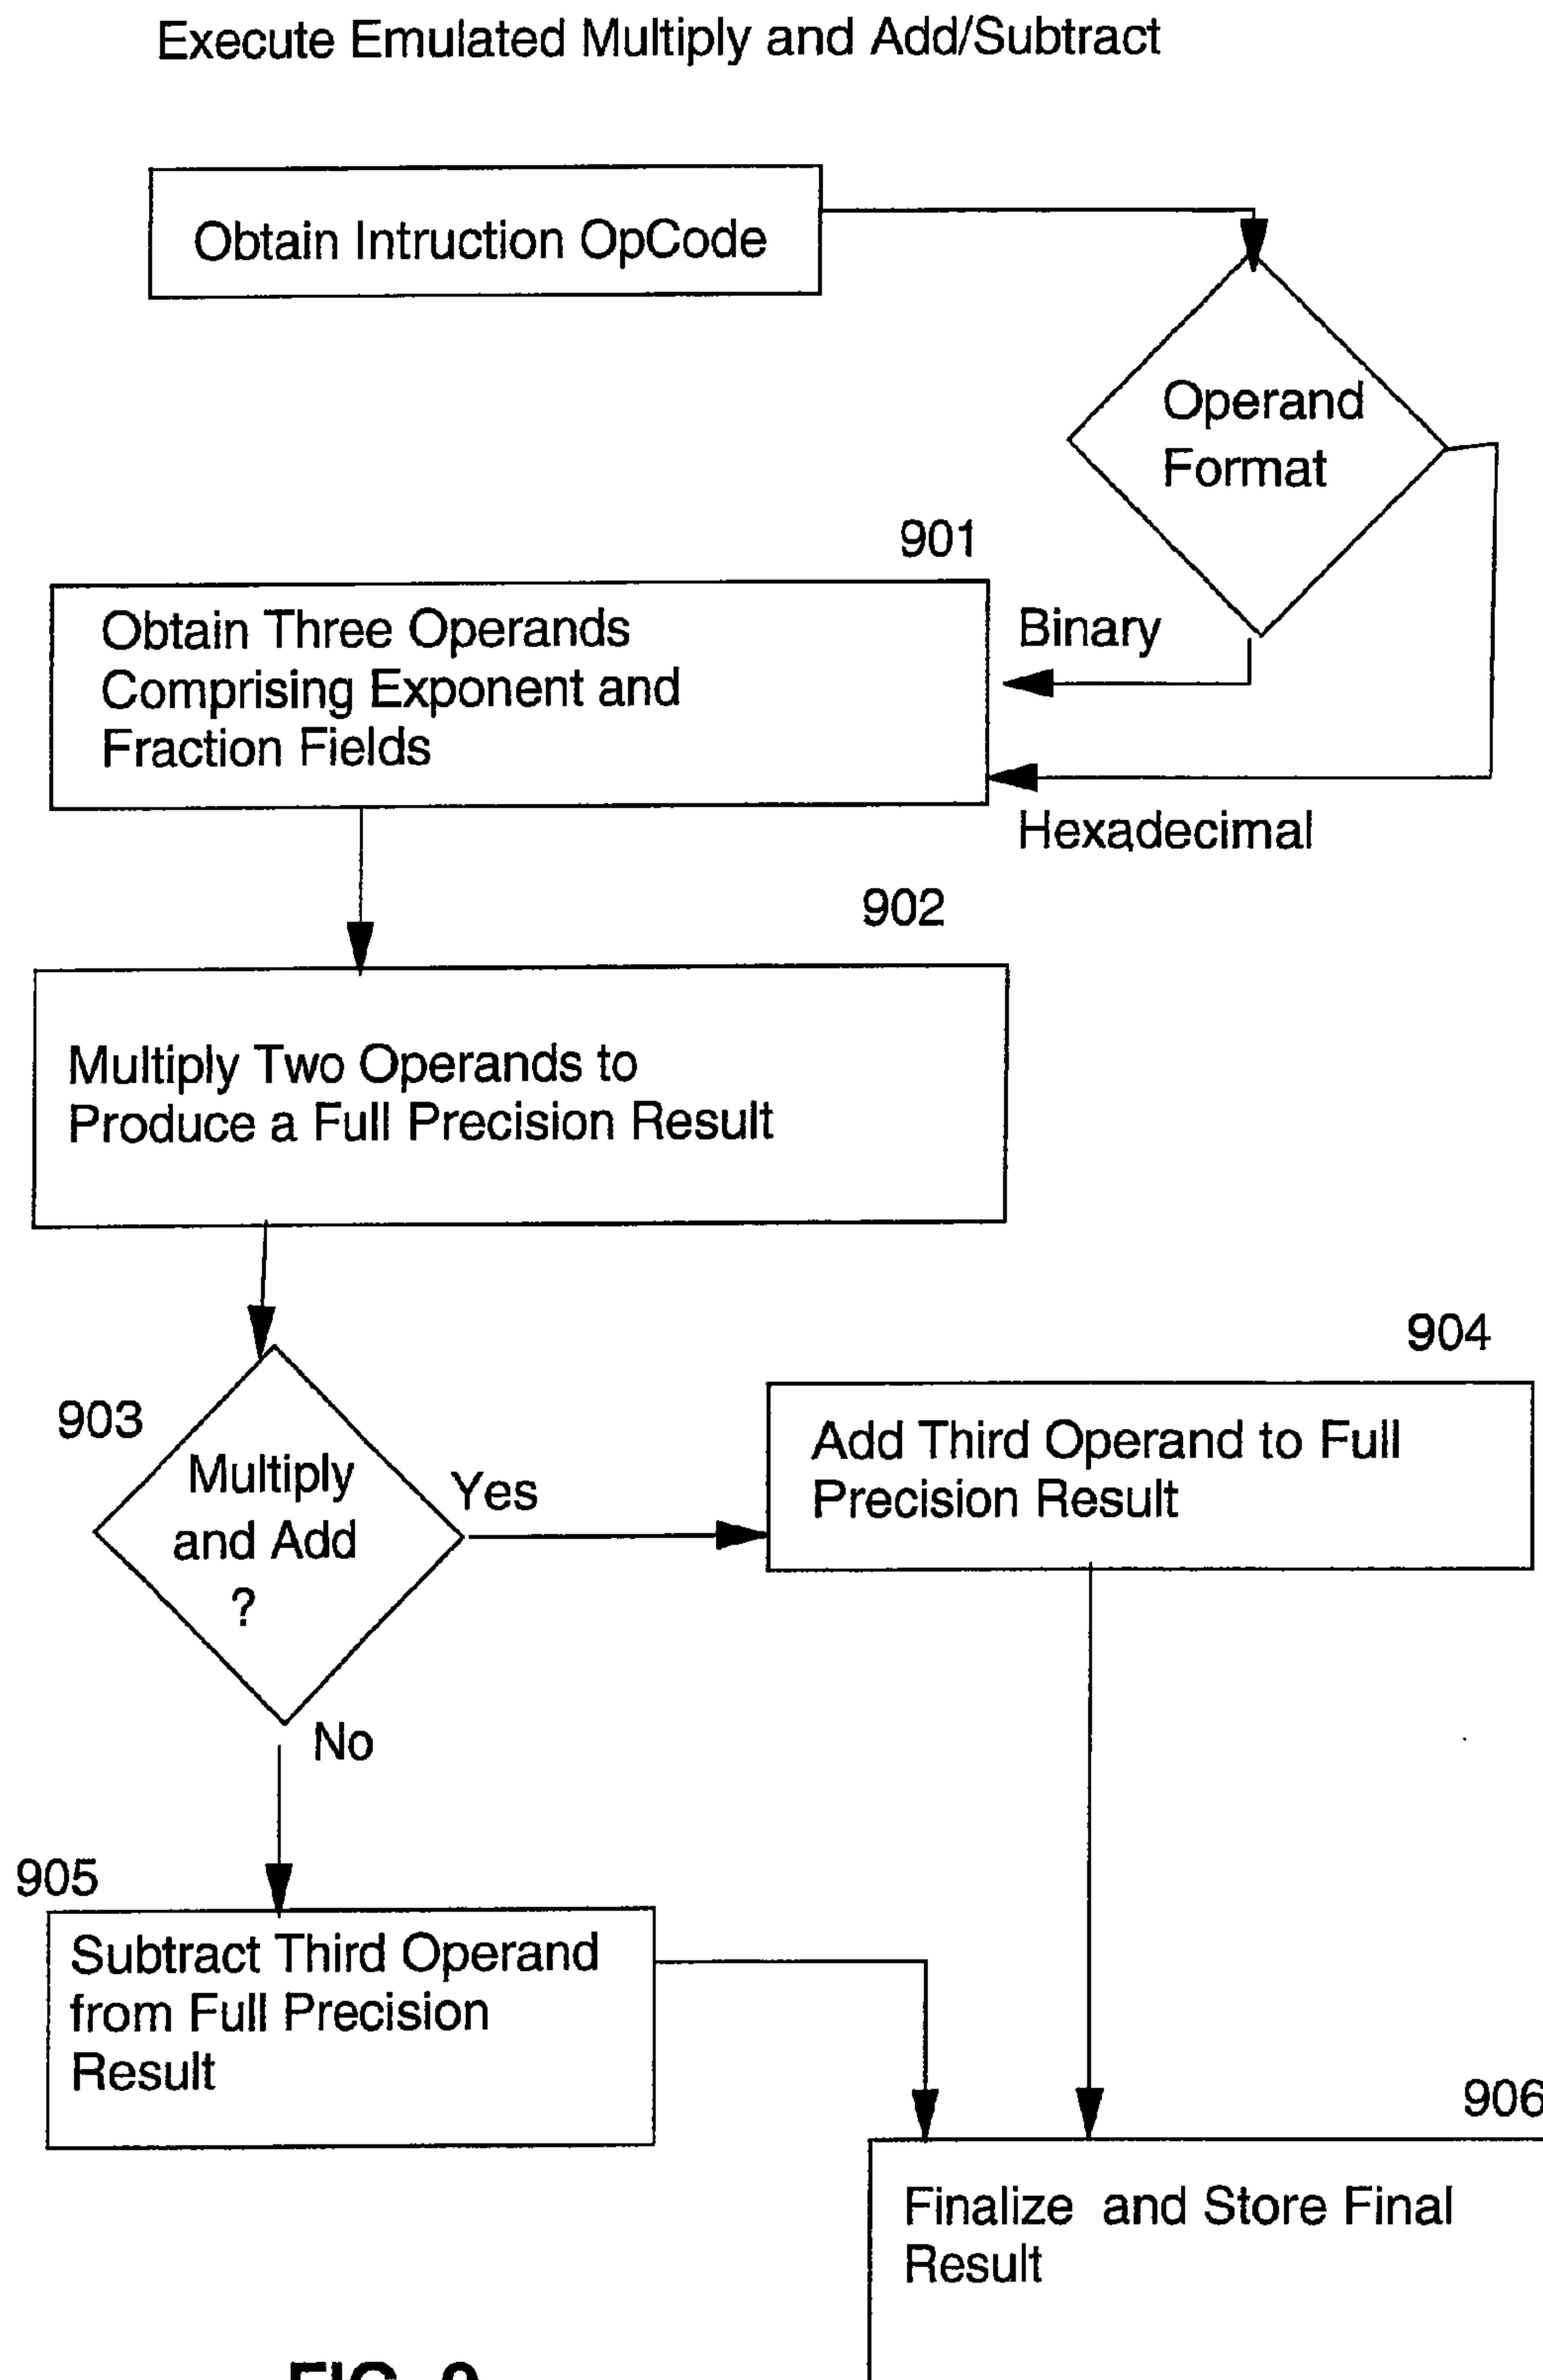 Execute Emulated Multiply and Add/Subtract
Obtain Intruction OpCode
Operand
Format
901
Obtain Three Operands
Comprising Exponent and
Fraction Fields
Binary
Hexadecimal
902
Multiply Two Operands to
Produce a Full Precision Result
903
Multiply
and Add
?
Yes
904
Add Third Operand to Full
Precision Result
No
905
Subtract Third Operand
from Full Precision
Result
906
Finalize and Store Final
Result
FIG.